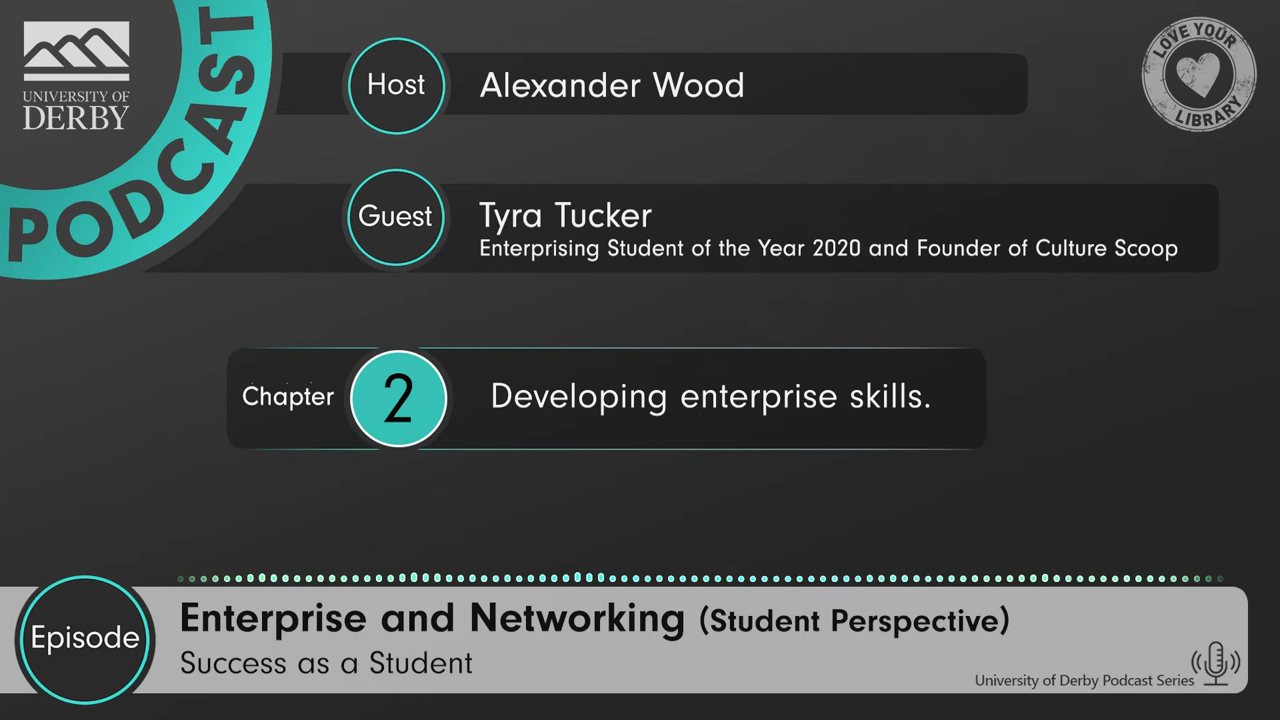 UNIVERSITY OF
DERBY
PODCAST
Host
Alexander Wood
LOVE YOUR
LIBRARY
Guest
Tyra Tucker
Enterprising Student of the Year 2020 and Founder of Culture Scoop
Chapter
2
Developing enterprise skills.
Episode
Enterprise and Networking (Student Perspective)
Success as a Student
University of Derby Podcast Series